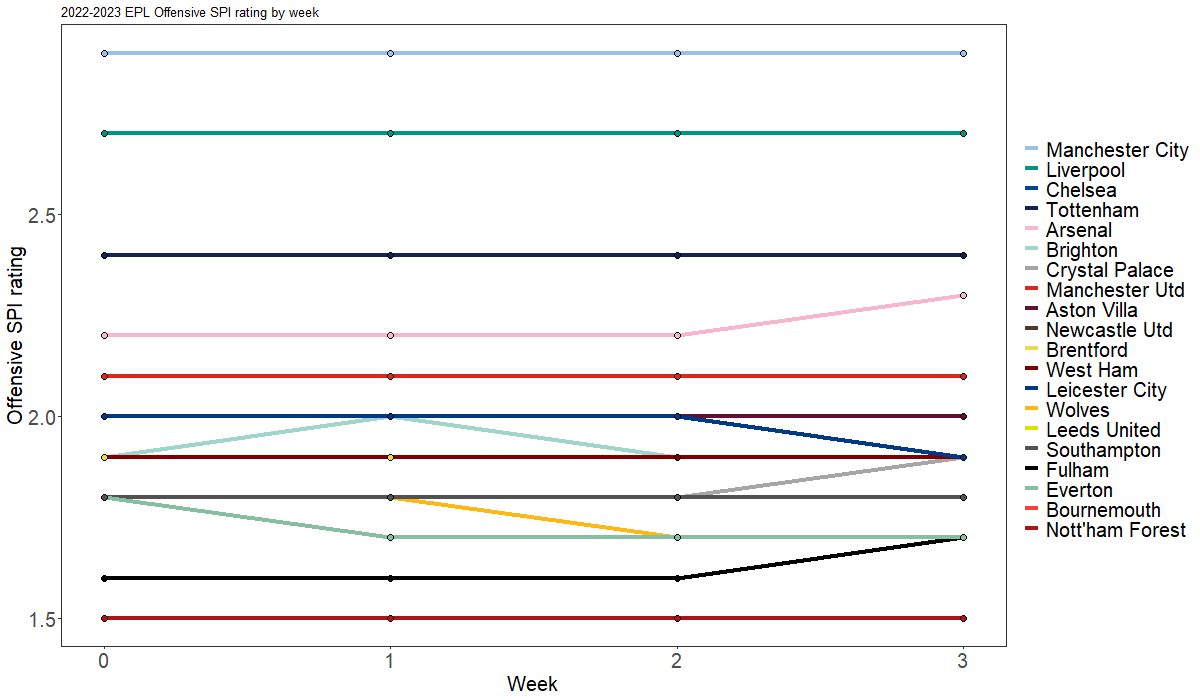 2022-2023 EPL Offensive SPI rating by week
Offensive SPI rating
2.5
2.0
1.5
0 1 2 3
Week
Manchester City
Liverpool
Chelsea
Tottenham
Arsenal
Brighton
Crystal Palace
Manchester Utd
Aston Villa
Newcastle Utd
Brentford
West Ham
Leicester City
Wolves
Leeds United
Southampton
Fulham
Everton
Bournemouth
Nott'ham Forest